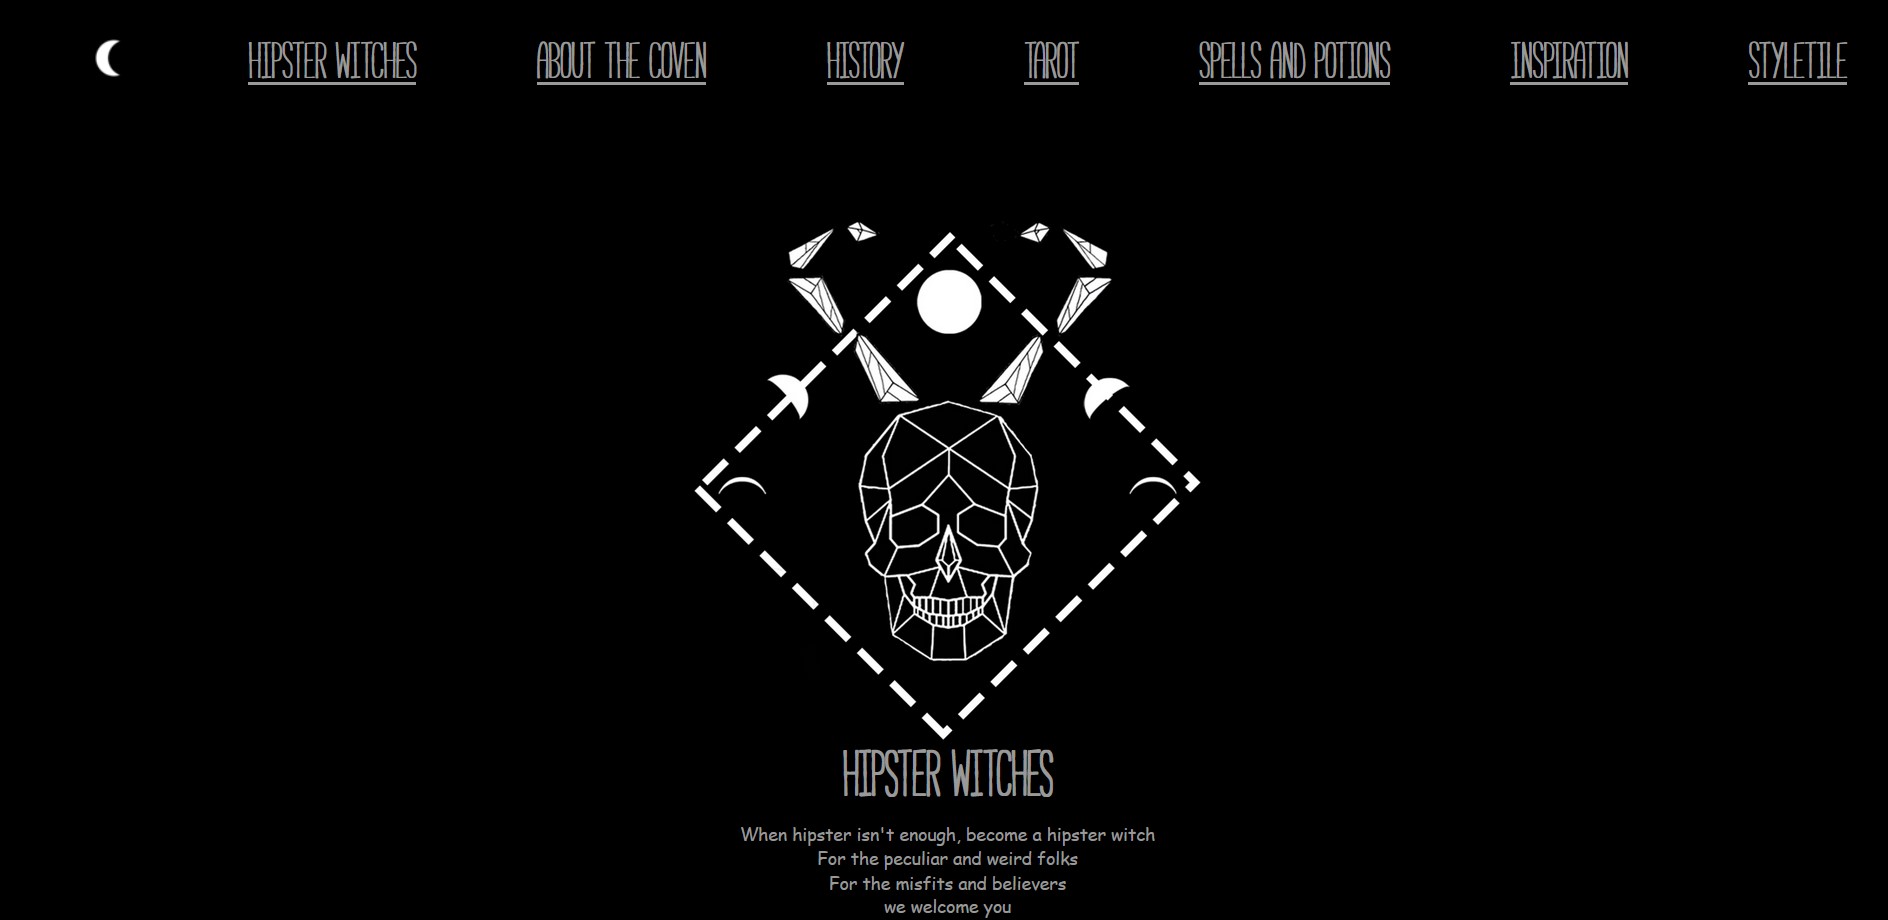 HIPSTER WITCHES ABOUT THE COVEN HISTORY TAROT SPELLS AND POTIONS INSPIRATION STYLETILE
HIPSTER WITCHES
When hipster isn't enough, become a hipster witch
For the peculiar and weird folks
For the misfits and believers
we welcome you